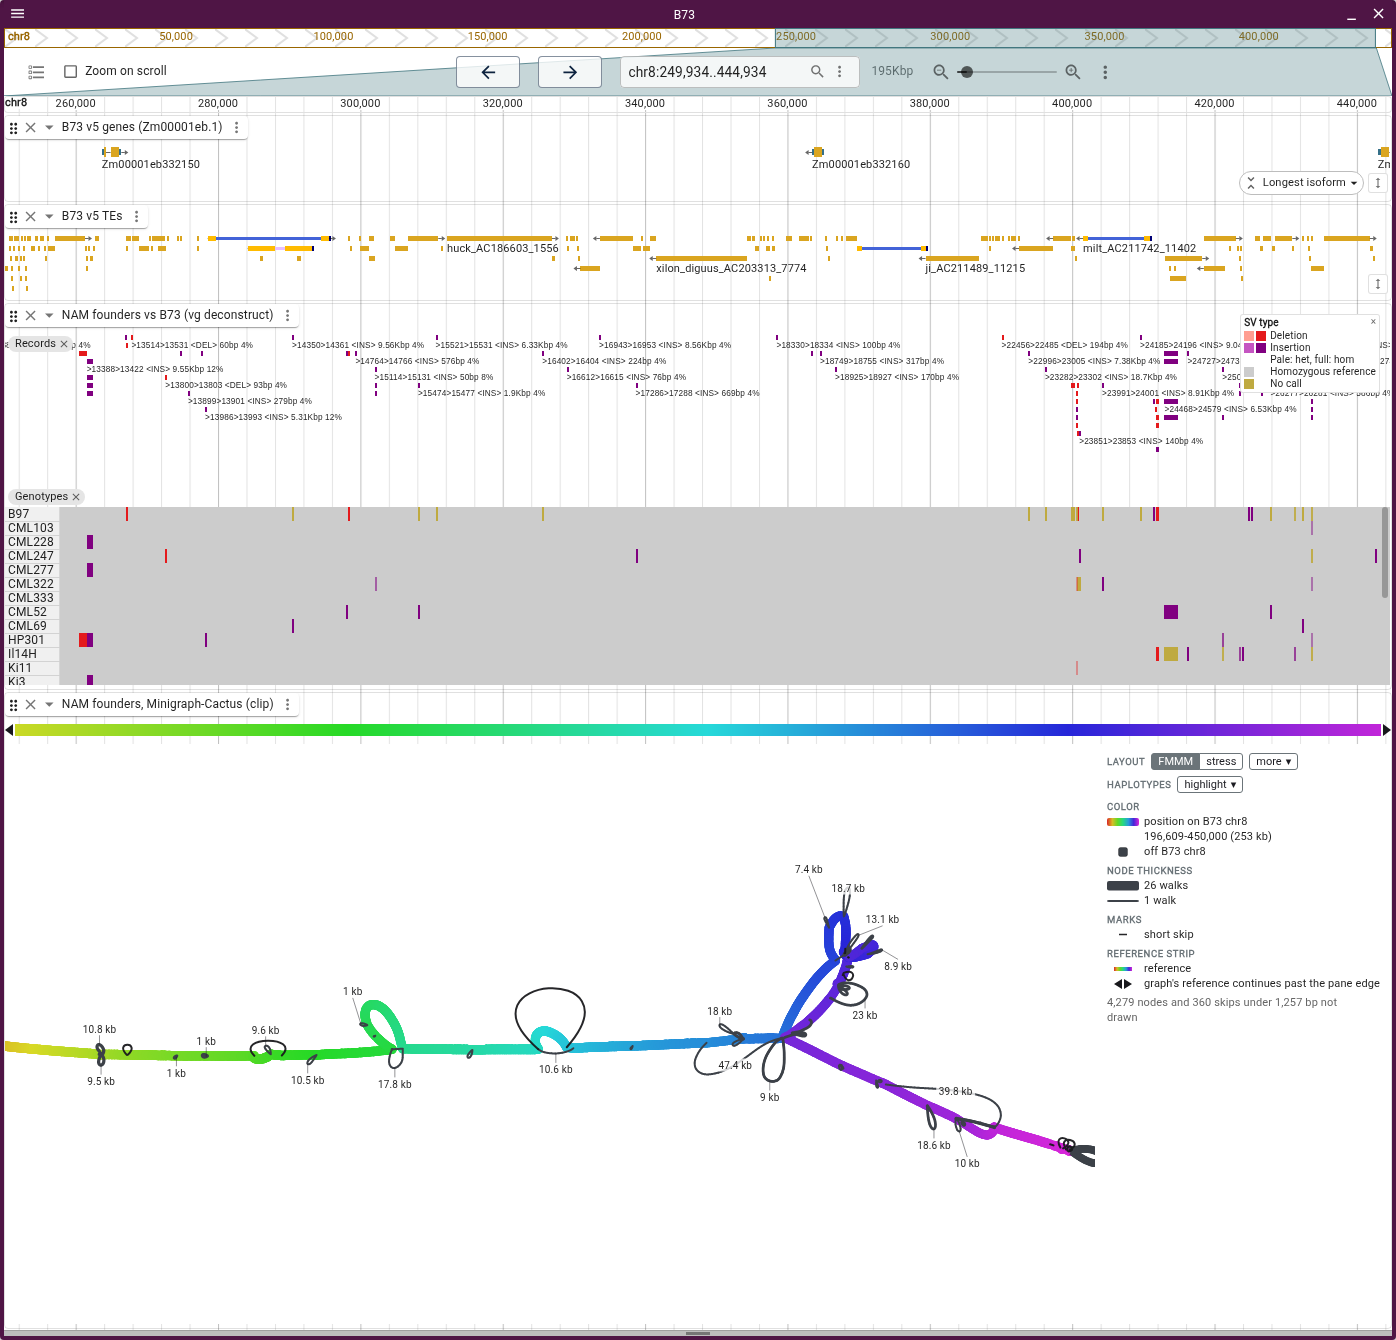 B73
chr8 50,000 100,000 150,000 200,000 250,000 300,000 350,000 400,000
Zoom on scroll chr8:249,934..444,934 195Kbp
chr8 260,000 280,000 300,000 320,000 340,000 360,000 380,000 400,000 420,000 440,000
B73 v5 genes (Zm00001eb.1)
Zm00001eb332150 Zm00001eb332160 Zm
Longest isoform
B73 v5 TEs
huck_AC186603_1556 milt_AC211742_11402
xilon_diguus_AC203313_7774 ji_AC211489_11215
NAM founders vs B73 (vg deconstruct)
SV type ×
Deletion
Insertion
Pale: het, full: hom
Homozygous reference
No call
Records 4% >13514>13531 <DEL> 60bp 4% >14350>14361 <INS> 9.56Kbp 4% >15521>15531 <INS> 6.33Kbp 4% >16943>16953 <INS> 8.56Kbp 4% >18330>18334 <INS> 100bp 4% >22456>22485 <DEL> 194bp 4% >24185>24196 <INS> 9.04
>14764>14766 <INS> 576bp 4% >16402>16404 <INS> 224bp 4% >18749>18755 <INS> 317bp 4% >22996>23005 <INS> 7.38Kbp 4% >24727>2473
>13388>13422 <INS> 9.55Kbp 12% >15114>15131 <INS> 50bp 8% >16612>16615 <INS> 76bp 4% >18925>18927 <INS> 170bp 4% >23282>23302 <INS> 18.7Kbp 4% >250
>13800>13803 <DEL> 93bp 4% >15474>15477 <INS> 1.9Kbp 4% >17286>17288 <INS> 669bp 4% >23991>24001 <INS> 8.91Kbp 4%
>13899>13901 <INS> 279bp 4% >24468>24579 <INS> 6.53Kbp 4%
>13986>13993 <INS> 5.31Kbp 12%
>23851>23853 <INS> 140bp 4%
Genotypes
B97
CML103
CML228
CML247
CML277
CML322
CML333
CML52
CML69
HP301
Il14H
Ki11
Ki3
NAM founders, Minigraph-Cactus (clip)
LAYOUT FMMM stress more ▾
HAPLOTYPES highlight ▾
COLOR
position on B73 chr8
196,609-450,000 (253 kb)
off B73 chr8
NODE THICKNESS
26 walks
1 walk
MARKS
short skip
REFERENCE STRIP
reference
graph's reference continues past the pane edge
4,279 nodes and 360 skips under 1,257 bp not
drawn
7.4 kb
18.7 kb
13.1 kb
8.9 kb
1 kb
18 kb 23 kb
10.8 kb 1 kb 9.6 kb
9.5 kb 1 kb 10.5 kb 17.8 kb 10.6 kb 47.4 kb
9 kb 39.8 kb
18.6 kb
10 kb